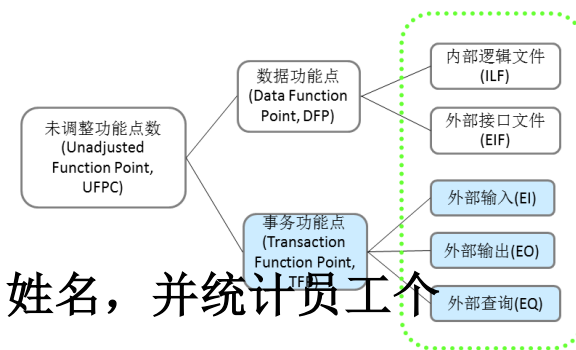 未调整功能点数
(Unadjusted
Function Point,
UFPC)
数据功能点
(Data Function
Point, DFP)
内部逻辑文件
(ILF)
外部接口文件
(EIF)
事务功能点
(Transaction
Function Point,
TFP)
外部输入(EI)
外部输出(EO)
外部查询(EQ)
姓名，并统计员工个